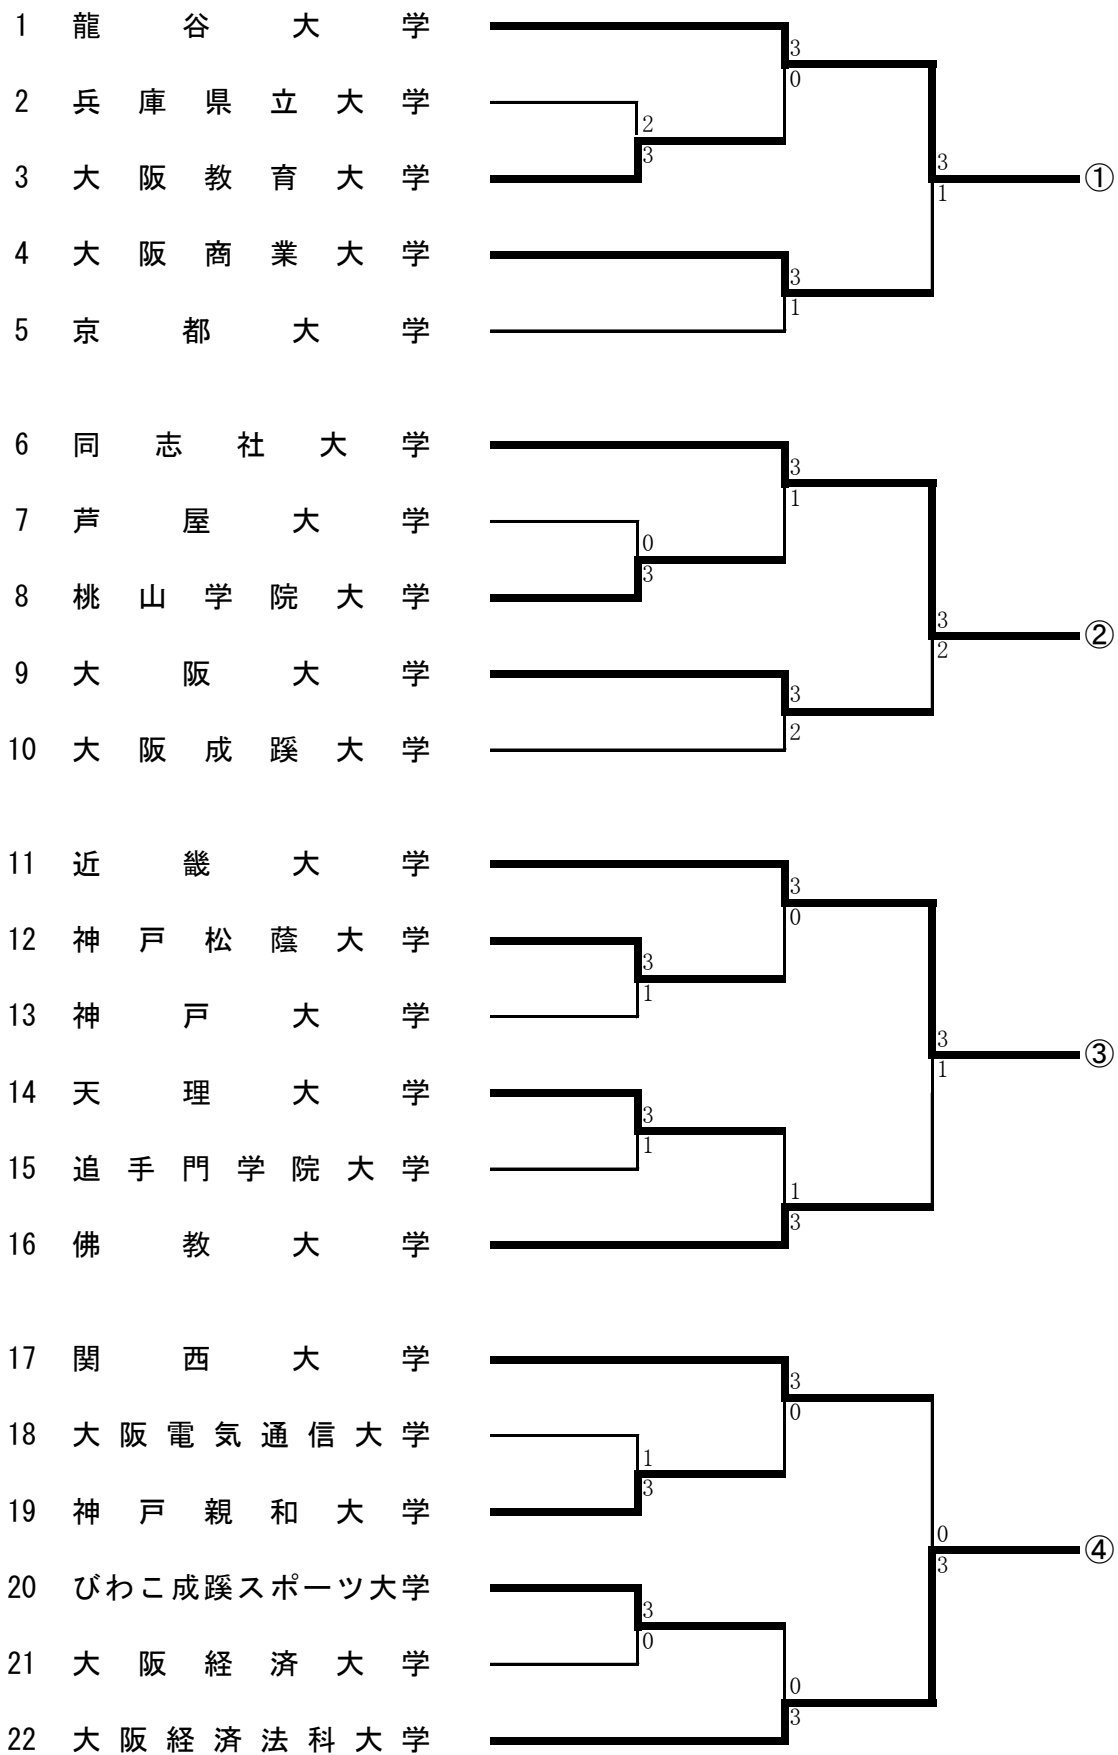 1 龍谷大学
3
0
2 兵庫県立大学
2
3
3 大阪教育大学
3
1
①
4 大阪商業大学
3
1
5 京都大学
6 同志社大学
3
1
7 芦屋大学
0
3
8 桃山学院大学
3
2
②
9 大阪大学
3
2
10 大阪成蹊大学
11 近畿大学
3
0
12 神戸松蔭大学
3
1
13 神戸大学
3
1
③
14 天理大学
3
1
15 追手門学院大学
1
3
16 佛教大学
17 関西大学
3
0
18 大阪電気通信大学
1
3
19 神戸親和大学
0
3
④
20 びわこ成蹊スポーツ大学
3
0
21 大阪経済大学
0
3
22 大阪経済法科大学